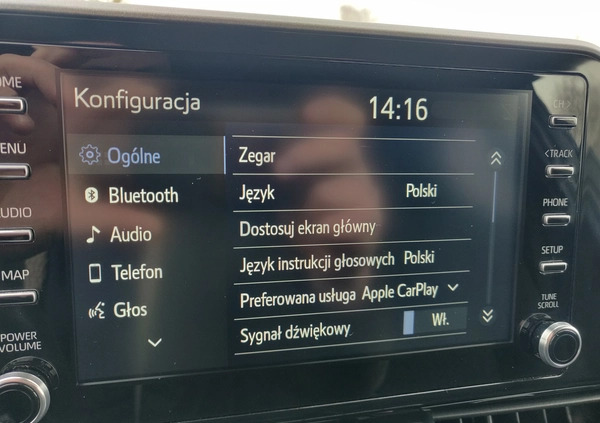 Konfiguracja
14:16
Ogólne
Bluetooth
Audio
Telefon
Głos
Zegar
Język Polski
Dostosuj ekran główny
Język instrukcji głosowych Polski
Preferowana usługa Apple CarPlay
Sygnał dźwiękowy Wł.
MENU
AUDIO
MAP
POWER
VOLUME
<TRACK
PHONE
SETUP
TUNE
SCROLL